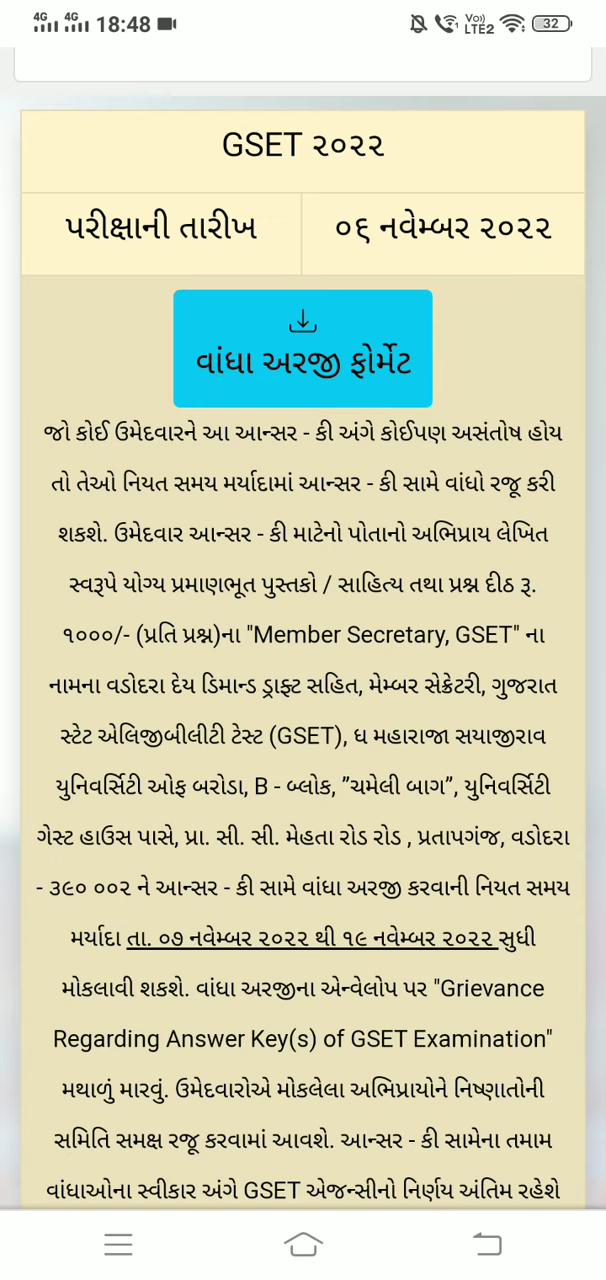 4G 4G 18:48 Vo)) LTE2 32
GSET ૨૦૨૨
પરીક્ષાની તારીખ ૦૬ નવેમ્બર ૨૦૨૨
વાંધા અરજી ફોર્મેટ
જો કોઈ ઉમેદવારને આ આન્સર - કી અંગે કોઈપણ અસંતોષ હોય
તો તેઓ નિયત સમય મર્યાદામાં આન્સર - કી સામે વાંધો રજૂ કરી
શકશે. ઉમેદવાર આન્સર - કી માટેનો પોતાનો અભિપ્રાય લેખિત
સ્વરૂપે યોગ્ય પ્રમાણભૂત પુસ્તકો / સાહિત્ય તથા પ્રશ્ન દીઠ રૂ.
૧૦૦૦/- (પ્રતિ પ્રશ્ન)ના "Member Secretary, GSET" ના
નામના વડોદરા દેય ડિમાન્ડ ડ્રાફ્ટ સહિત, મેમ્બર સેક્રેટરી, ગુજરાત
સ્ટેટ એલિજીબીલીટી ટેસ્ટ (GSET), ધ મહારાજા સયાજીરાવ
યુનિવર્સિટી ઓફ બરોડા, B - બ્લોક, ”ચમેલી બાગ”, યુનિવર્સિટી
ગેસ્ટ હાઉસ પાસે, પ્રા. સી. સી. મેહતા રોડ રોડ , પ્રતાપગંજ, વડોદરા
- ૩૯૦ ૦૦૨ ને આન્સર - કી સામે વાંધા અરજી કરવાની નિયત સમય
મર્યાદા તા. ૦૭ નવેમ્બર ૨૦૨૨ થી ૧૯ નવેમ્બર ૨૦૨૨ સુધી
મોકલાવી શકશે. વાંધા અરજીના એન્વેલોપ પર "Grievance
Regarding Answer Key(s) of GSET Examination"
મથાળું મારવું. ઉમેદવારોએ મોકલેલા અભિપ્રાયોને નિષ્ણાતોની
સમિતિ સમક્ષ રજૂ કરવામાં આવશે. આન્સર - કી સામેના તમામ
વાંધાઓના સ્વીકાર અંગે GSET એજન્સીનો નિર્ણય અંતિમ રહેશે